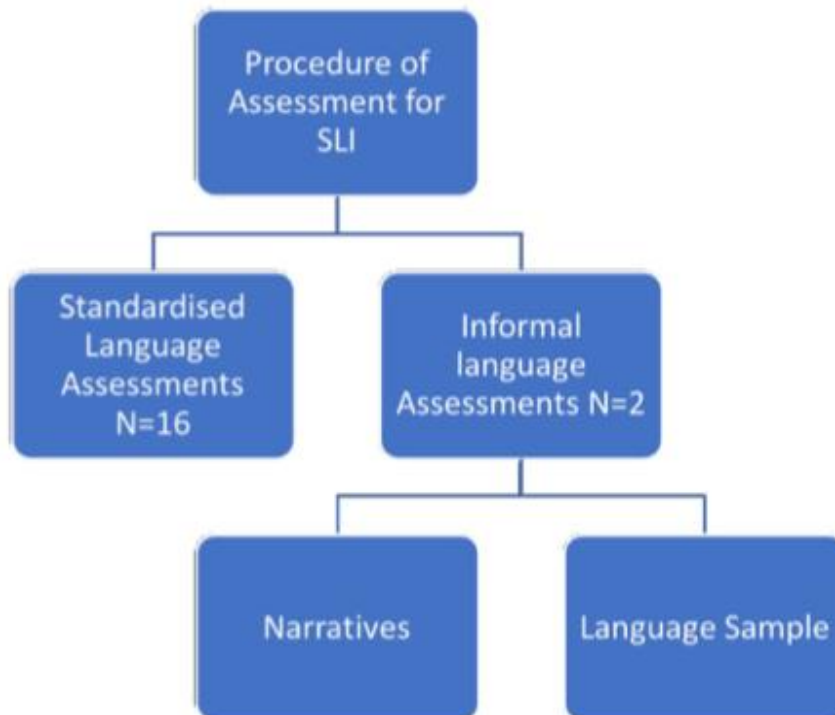 Procedure of
Assessment for
SLI
Standardised
Language
Assessments
N=16
Informal
language
Assessments N=2
Narratives
Language Sample